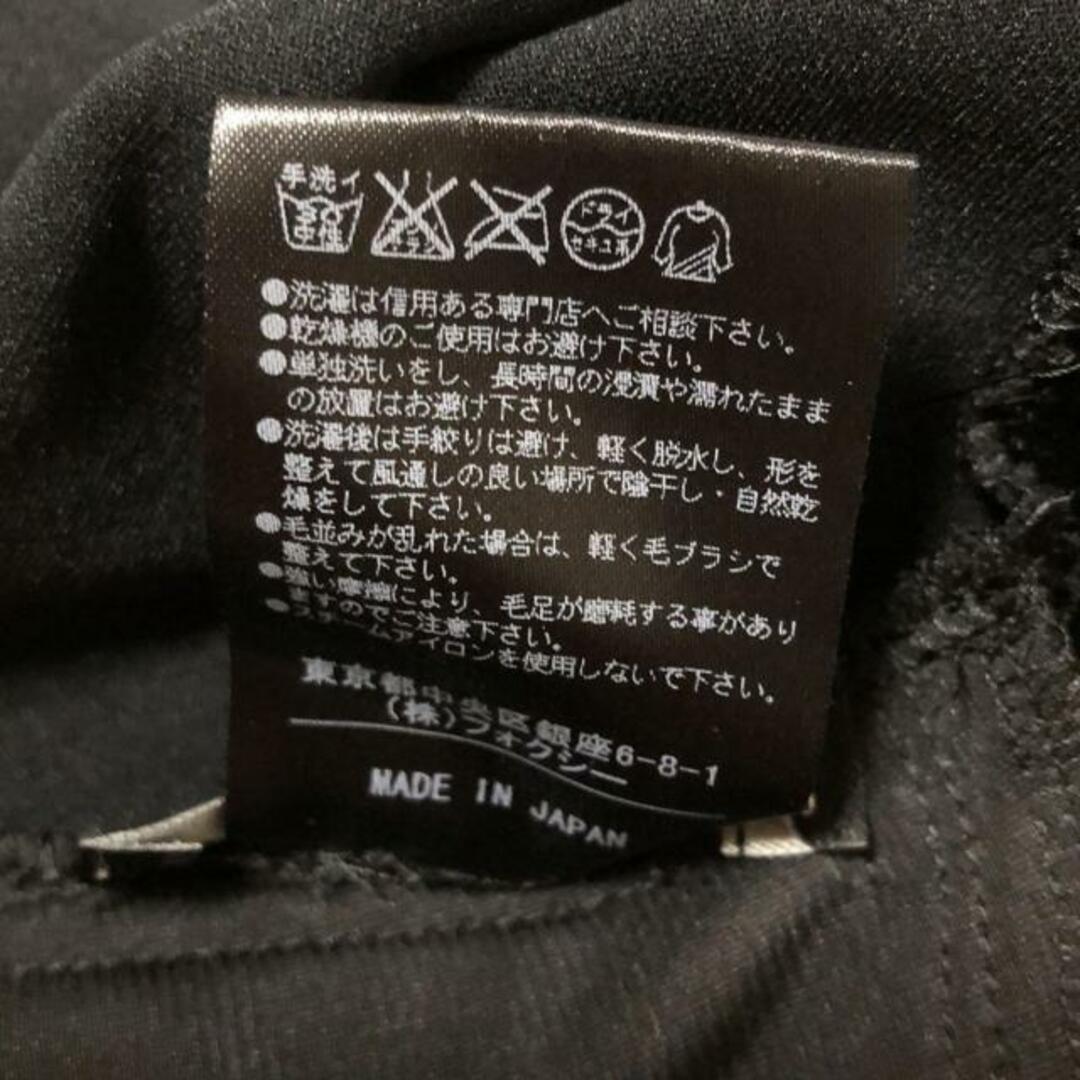 手洗イ
30
中性
エンソ
サラシ
ドライ
セキユ系
●洗濯は信用ある専門店へご相談下さい。
●乾燥機のご使用はお避け下さい。
●単独洗いをし、長時間の浸漬や濡れたまま
の放置はお避け下さい。
●洗濯後は手絞りは避け、軽く脱水し、形を
整えて風通しの良い場所で陰干し・自然乾
燥をして下さい。
●毛並みが乱れた場合は、軽く毛ブラシで
整えて下さい。
●強い摩擦により、毛足が磨耗する事があり
ますのでご注意下さい。
●スチームアイロンを使用しないで下さい。
東京都中央区銀座6-8-1
(株)フォクシー
MADE IN JAPAN